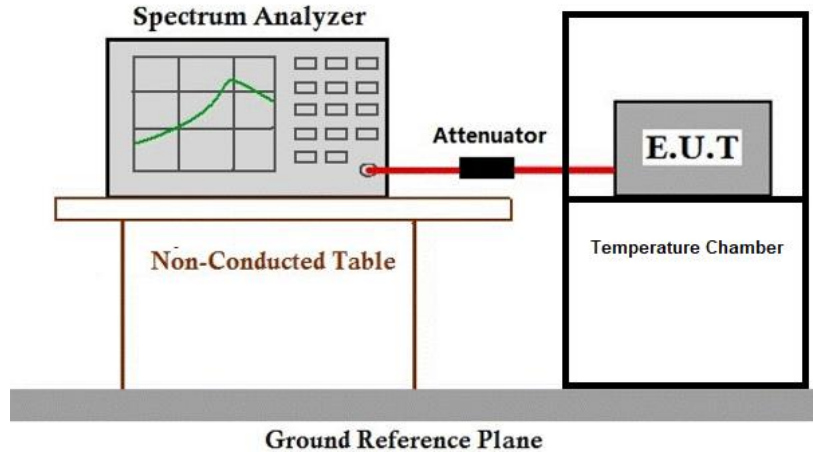 Spectrum Analyzer
Attenuator
E.U.T
Non-Conducted Table
Temperature Chamber
Ground Reference Plane